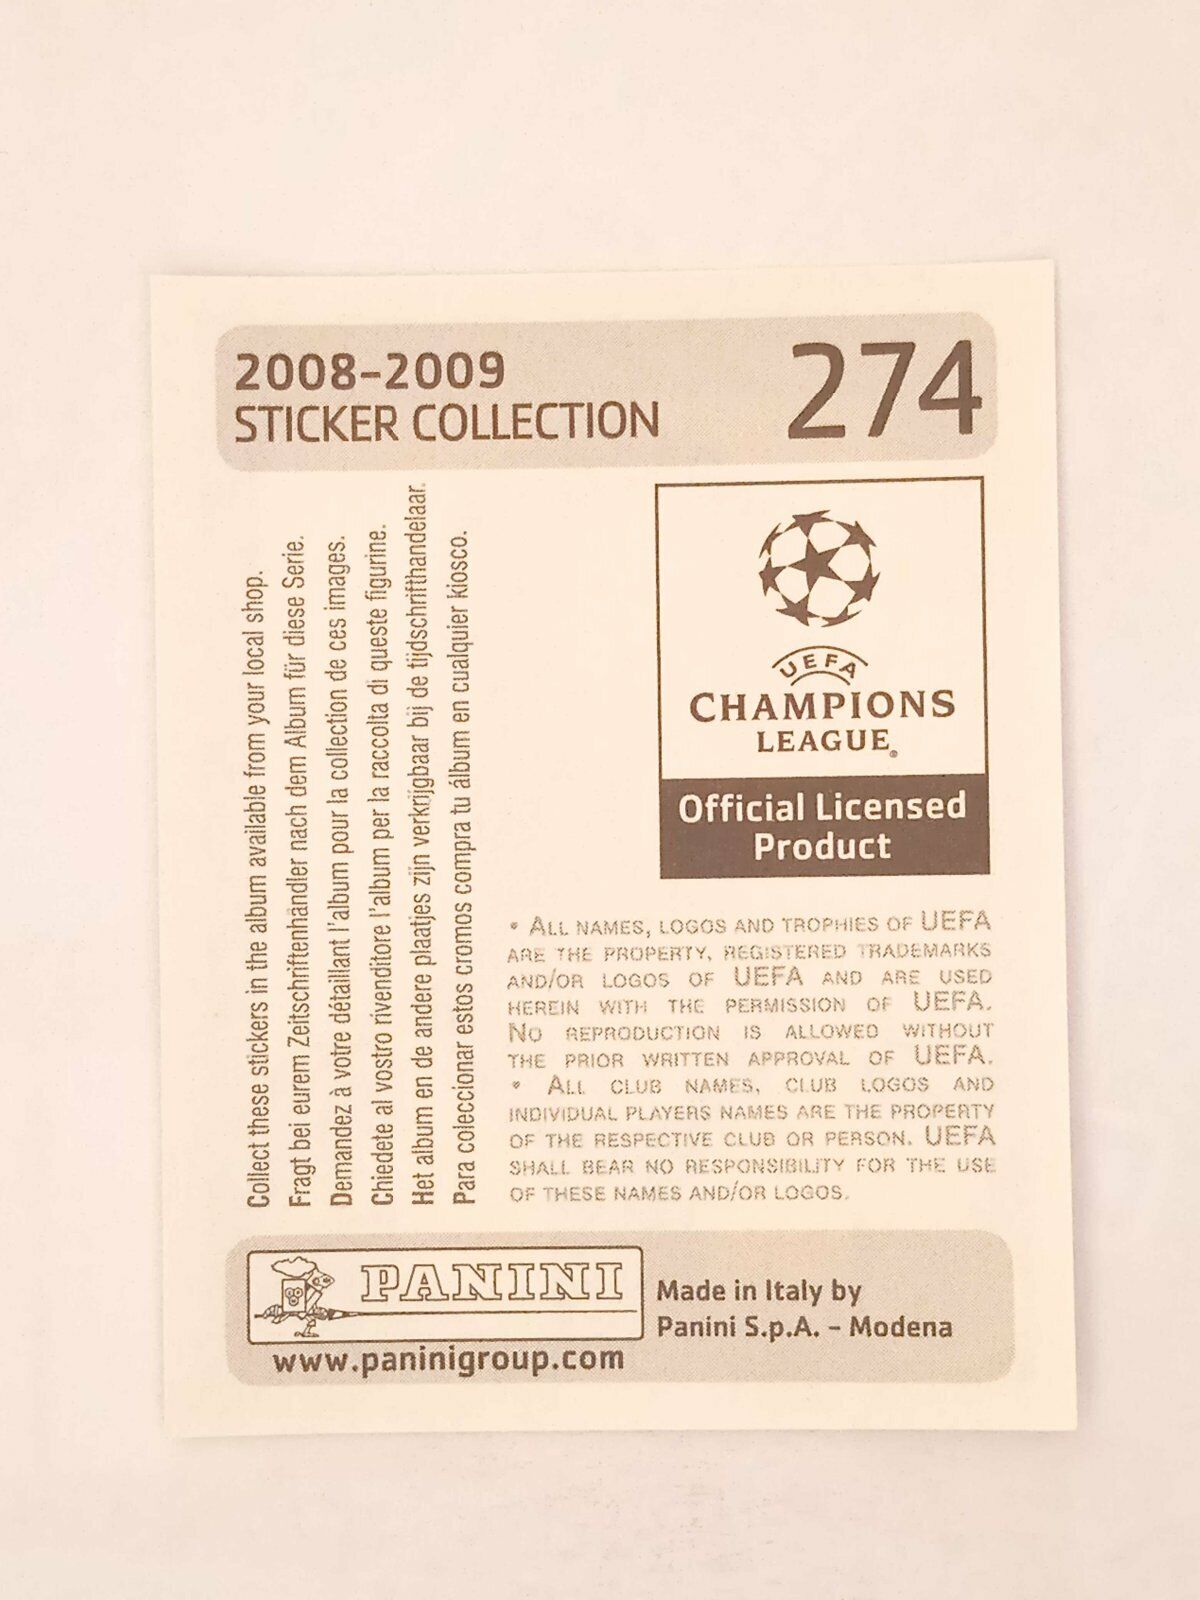 2008-2009
STICKER COLLECTION
274
Collect these stickers in the album available from your local shop.
Fragt bei eurem Zeitschriftenhändler nach dem Album für diese Serie.
Demandez à votre détaillant l'album pour la collection de ces images.
Chiedete al vostro rivenditore l'album per la raccolta di queste figurine.
Het album en de andere plaatjes zijn verkrijgbaar bij de tijdschrifthandelaar.
Para coleccionar estos cromos compra tu álbum en cualquier kiosco.
UEFA
CHAMPIONS
LEAGUE®
Official Licensed
Product
• ALL NAMES, LOGOS AND TROPHIES OF UEFA
ARE THE PROPERTY, REGISTERED TRADEMARKS
AND/OR LOGOS OF UEFA AND ARE USED
HEREIN WITH THE PERMISSION OF UEFA.
NO REPRODUCTION IS ALLOWED WITHOUT
THE PRIOR WRITTEN APPROVAL OF UEFA.
• ALL CLUB NAMES, CLUB LOGOS AND
INDIVIDUAL PLAYERS NAMES ARE THE PROPERTY
OF THE RESPECTIVE CLUB OR PERSON. UEFA
SHALL BEAR NO RESPONSIBILITY FOR THE USE
OF THESE NAMES AND/OR LOGOS.
PANINI
www.paninigroup.com
Made in Italy by
Panini S.p.A. - Modena